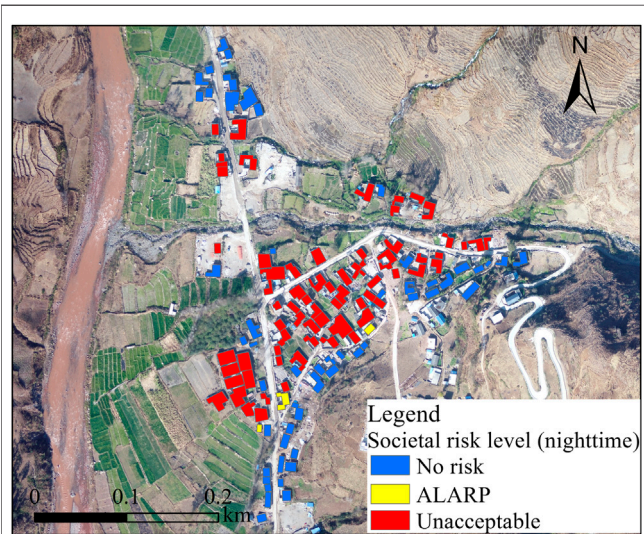 N
Legend
Societal risk level (nighttime)
No risk
ALARP
Unacceptable
0 0.1 0.2
km